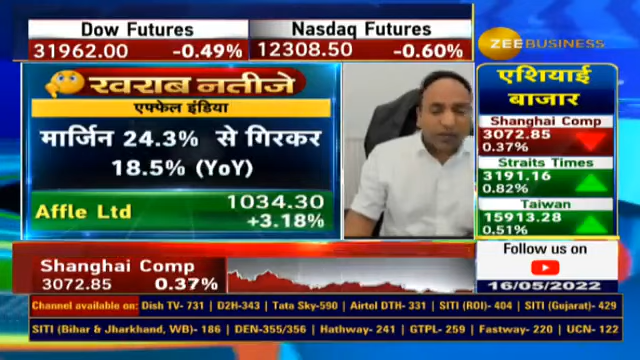 Dow Futures
31962.00 -0.49%
Nasdaq Futures
12308.50 -0.60%
ZEE BUSINESS
खराब नतीजे
एफ्फेल इंडिया
मार्जिन 24.3% से गिरकर
18.5% (YoY)
Affle Ltd
1034.30
+3.18%
एशियाई
बाजार
Shanghai Comp
3072.85
0.37%
Straits Times
3191.16
0.82%
Taiwan
15913.28
0.51%
Shanghai Comp
3072.85 0.37%
Follow us on
16/05/2022
Channel available on: Dish TV- 731 | D2H-343 | Tata Sky-590 | Airtel DTH- 331 | SITI (ROI)- 404 | SITI (Gujarat)- 429
SITI (Bihar & Jharkhand, WB)- 186 | DEN-355/356 | Hathway- 241 | GTPL- 259 | Fastway- 220 | UCN- 122